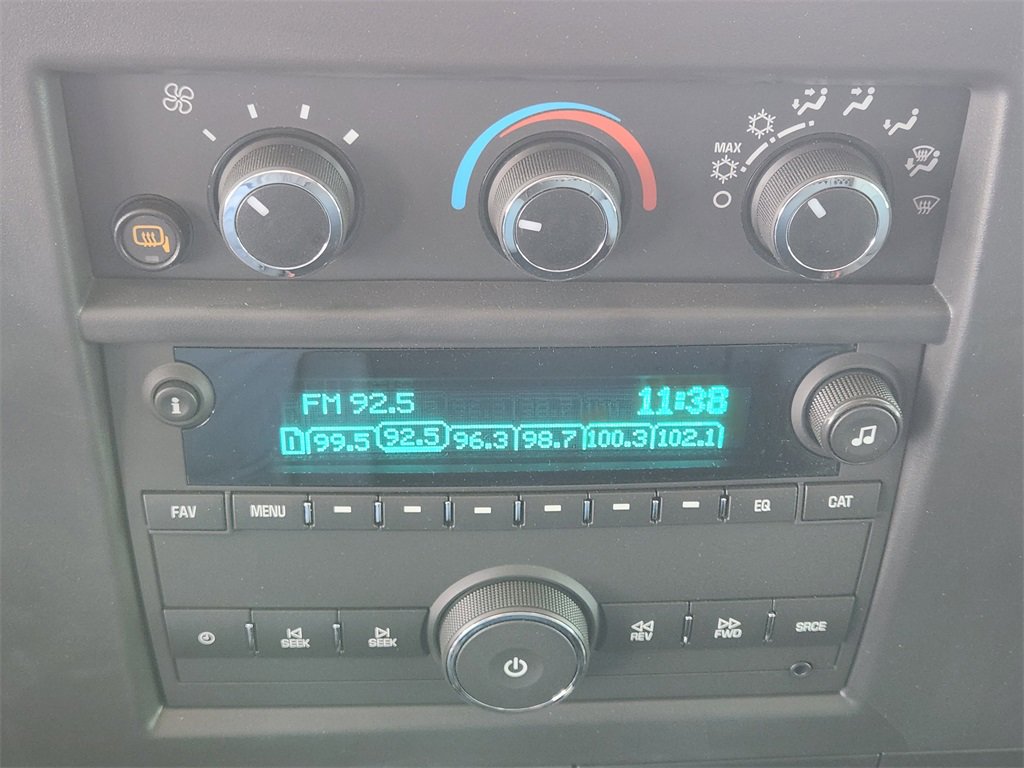 MAX
FM 92.5 11:38
1 99.5 92.5 96.3 98.7 100.3 102.1
i
FAV MENU EQ CAT
SEEK SEEK REV FWD SRCE